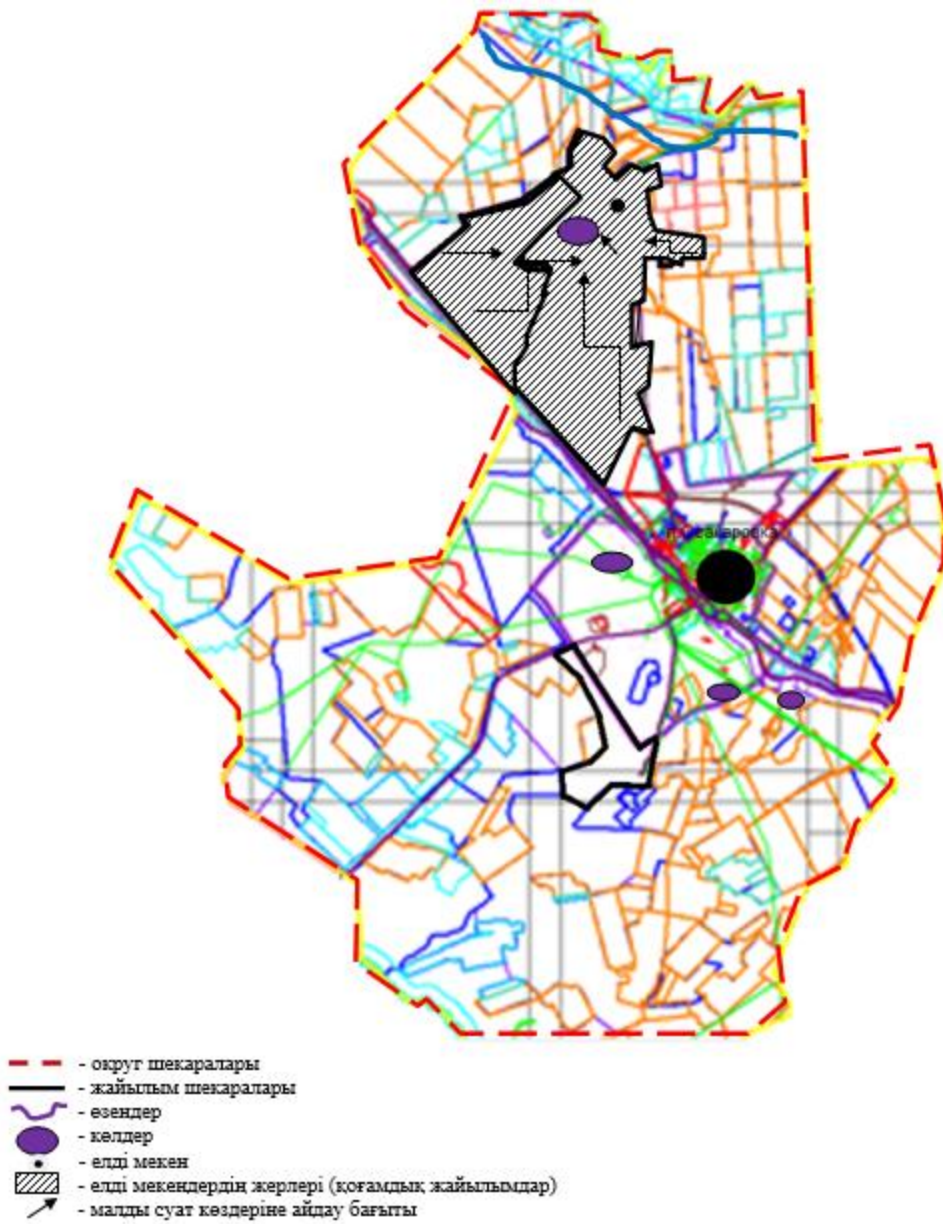 - округ шекаралары
- жайылым шекаралары
- өзендер
- көлдер
- елді мекен
- елді мекендердің жерлері (қоғамдық жайылымдар)
- малды суат көздеріне айдау бағыты